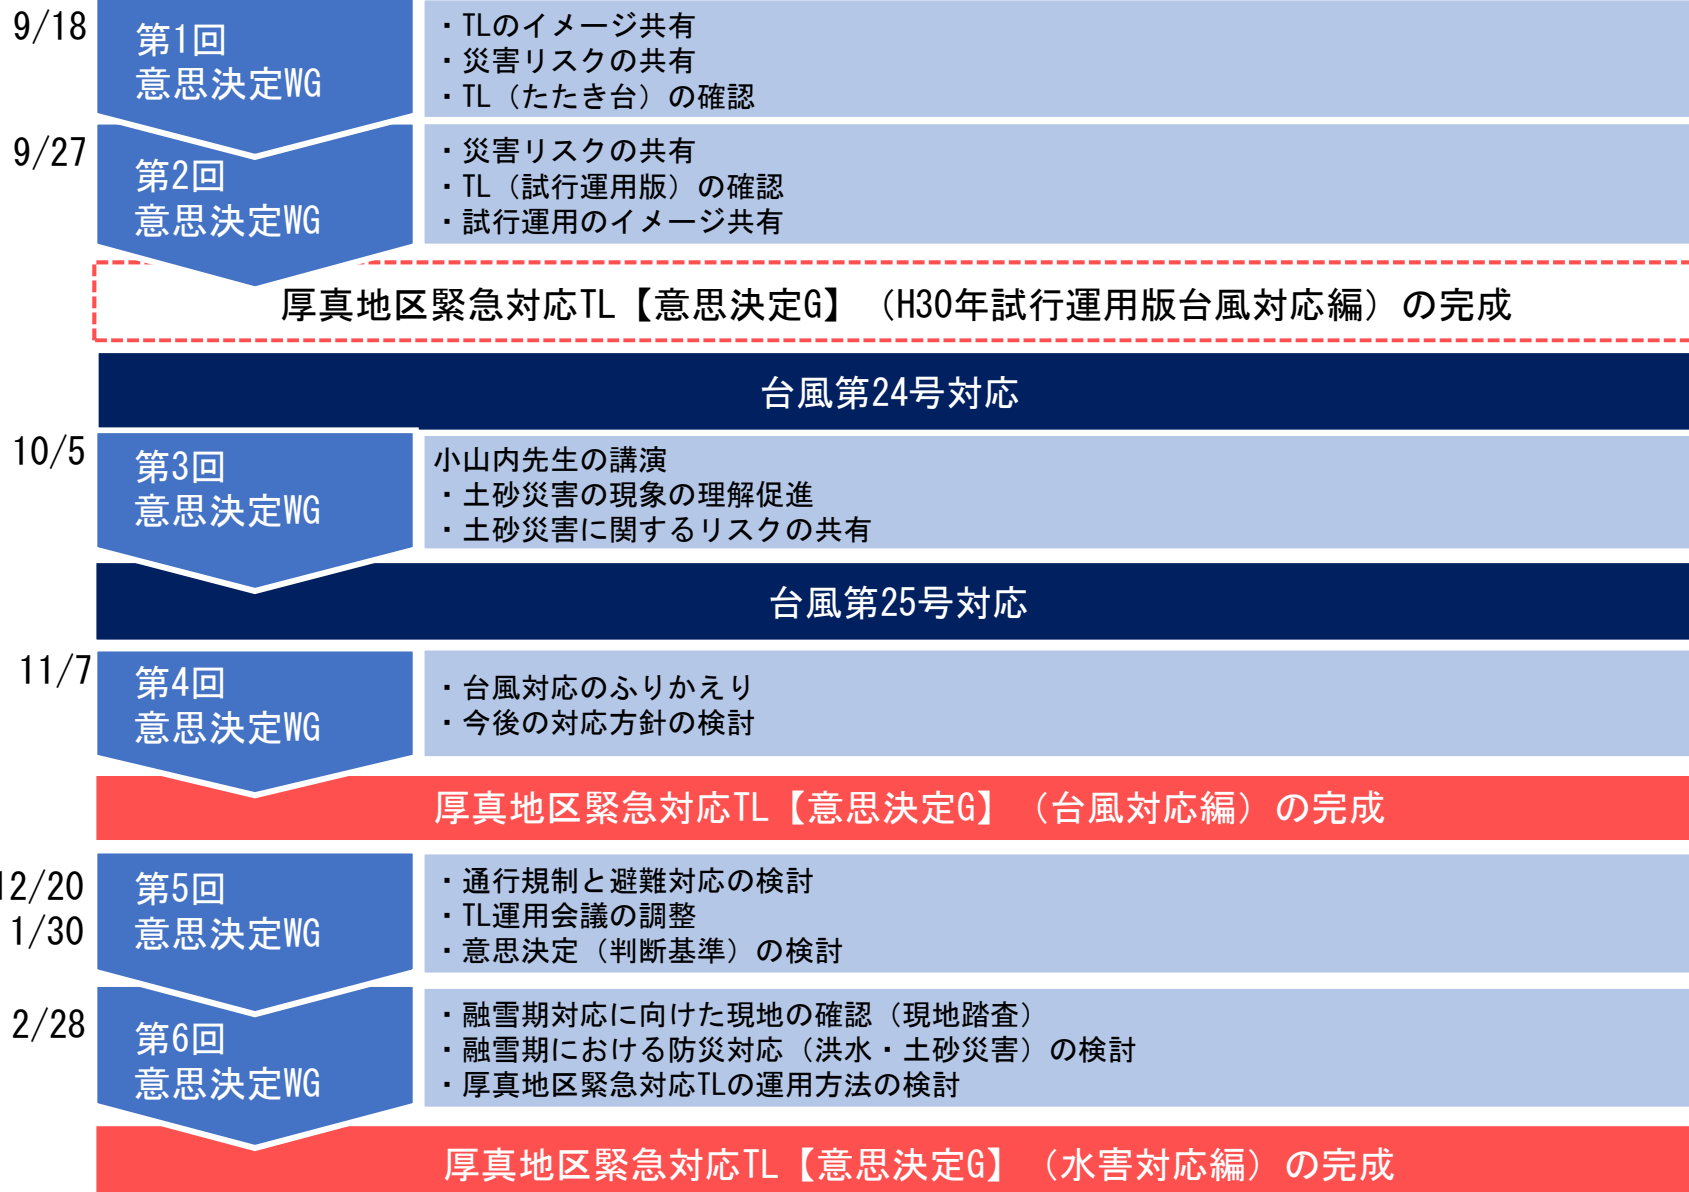 9/18
第1回
意思決定WG
・TLのイメージ共有
・災害リスクの共有
・TL（たたき台）の確認
9/27
第2回
意思決定WG
・災害リスクの共有
・TL（試行運用版）の確認
・試行運用のイメージ共有
厚真地区緊急対応TL【意思決定G】（H30年試行運用版台風対応編）の完成
台風第24号対応
10/5
第3回
意思決定WG
小山内先生の講演
・土砂災害の現象の理解促進
・土砂災害に関するリスクの共有
台風第25号対応
11/7
第4回
意思決定WG
・台風対応のふりかえり
・今後の対応方針の検討
厚真地区緊急対応TL【意思決定G】（台風対応編）の完成
12/20
1/30
第5回
意思決定WG
・通行規制と避難対応の検討
・TL運用会議の調整
・意思決定（判断基準）の検討
2/28
第6回
意思決定WG
・融雪期対応に向けた現地の確認（現地踏査）
・融雪期における防災対応（洪水・土砂災害）の検討
・厚真地区緊急対応TLの運用方法の検討
厚真地区緊急対応TL【意思決定G】（水害対応編）の完成